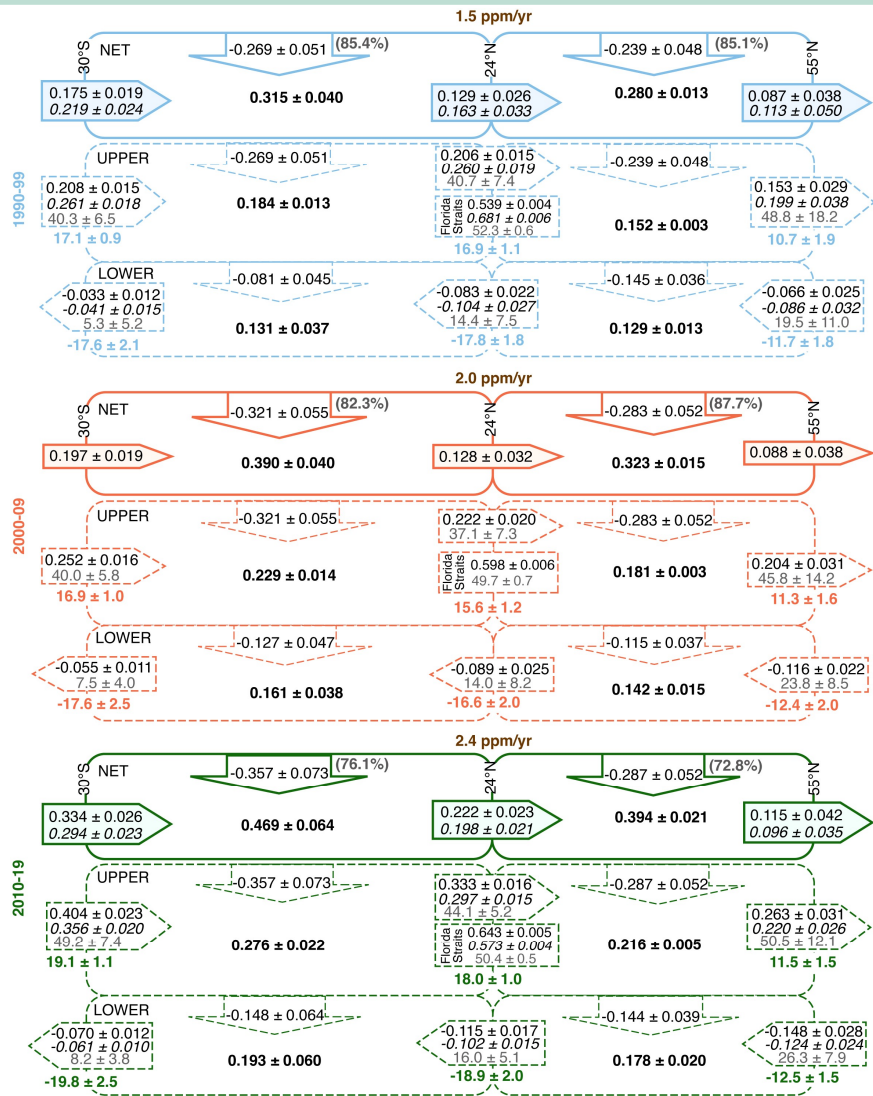 1.5 ppm/yr
1990-99
30°S
NET
-0.269 ± 0.051
(85.4%)
24°N
-0.239 ± 0.048
(85.1%)
55°N
0.175 ± 0.019
0.219 ± 0.024
0.315 ± 0.040
0.129 ± 0.026
0.163 ± 0.033
0.280 ± 0.013
0.087 ± 0.038
0.113 ± 0.050
UPPER
-0.269 ± 0.051
0.206 ± 0.015
0.260 ± 0.019
40.7 ± 7.4
-0.239 ± 0.048
0.208 ± 0.015
0.261 ± 0.018
40.3 ± 6.5
17.1 ± 0.9
0.184 ± 0.013
Florida
Straits
0.539 ± 0.004
0.681 ± 0.006
52.3 ± 0.6
16.9 ± 1.1
0.152 ± 0.003
0.153 ± 0.029
0.199 ± 0.038
48.8 ± 18.2
10.7 ± 1.9
LOWER
-0.081 ± 0.045
-0.145 ± 0.036
-0.033 ± 0.012
-0.041 ± 0.015
5.3 ± 5.2
-17.6 ± 2.1
0.131 ± 0.037
-0.083 ± 0.022
-0.104 ± 0.027
14.4 ± 7.5
-17.8 ± 1.8
0.129 ± 0.013
-0.066 ± 0.025
-0.086 ± 0.032
19.5 ± 11.0
-11.7 ± 1.8
2.0 ppm/yr
2000-09
30°S
NET
-0.321 ± 0.055
(82.3%)
24°N
-0.283 ± 0.052
(87.7%)
55°N
0.197 ± 0.019
0.390 ± 0.040
0.128 ± 0.032
0.323 ± 0.015
0.088 ± 0.038
UPPER
-0.321 ± 0.055
0.222 ± 0.020
37.1 ± 7.3
-0.283 ± 0.052
0.252 ± 0.016
40.0 ± 5.8
16.9 ± 1.0
0.229 ± 0.014
Florida
Straits
0.598 ± 0.006
49.7 ± 0.7
15.6 ± 1.2
0.181 ± 0.003
0.204 ± 0.031
45.8 ± 14.2
11.3 ± 1.6
LOWER
-0.127 ± 0.047
-0.115 ± 0.037
-0.055 ± 0.011
7.5 ± 4.0
-17.6 ± 2.5
0.161 ± 0.038
-0.089 ± 0.025
14.0 ± 8.2
-16.6 ± 2.0
0.142 ± 0.015
-0.116 ± 0.022
23.8 ± 8.5
-12.4 ± 2.0
2.4 ppm/yr
2010-19
30°S
NET
-0.357 ± 0.073
(76.1%)
24°N
-0.287 ± 0.052
(72.8%)
55°N
0.334 ± 0.026
0.294 ± 0.023
0.469 ± 0.064
0.222 ± 0.023
0.198 ± 0.021
0.394 ± 0.021
0.115 ± 0.042
0.096 ± 0.035
UPPER
-0.357 ± 0.073
0.333 ± 0.016
0.297 ± 0.015
44.1 ± 5.2
-0.287 ± 0.052
0.404 ± 0.023
0.356 ± 0.020
49.2 ± 7.4
19.1 ± 1.1
0.276 ± 0.022
Florida
Straits
0.643 ± 0.005
0.573 ± 0.004
50.4 ± 0.5
18.0 ± 1.0
0.216 ± 0.005
0.263 ± 0.031
0.220 ± 0.026
50.5 ± 12.1
11.5 ± 1.5
LOWER
-0.148 ± 0.064
-0.144 ± 0.039
-0.070 ± 0.012
-0.061 ± 0.010
8.2 ± 3.8
-19.8 ± 2.5
0.193 ± 0.060
-0.115 ± 0.017
-0.102 ± 0.015
16.0 ± 5.1
-18.9 ± 2.0
0.178 ± 0.020
-0.148 ± 0.028
-0.124 ± 0.024
26.3 ± 7.9
-12.5 ± 1.5